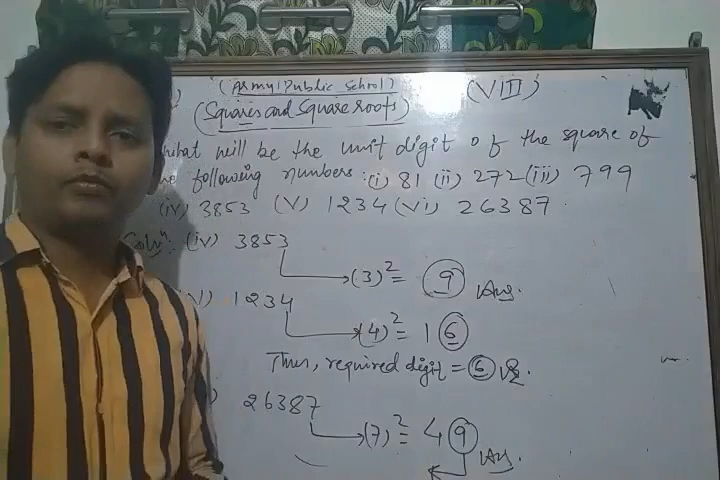 (Army Public School) (VIII)
(Squares and Square roots)
what will be the unit digit of the square of
following numbers :(i) 81 (ii) 272 (iii) 799
(iv) 3853 (V) 1234 (vi) 26387.
Solⁿ: (iv) 3853
(3)² = 9 Ans.
V) 1234
(4)² = 16
Thus, required digit = 6
) 26387
(7)² = 49
Ans.